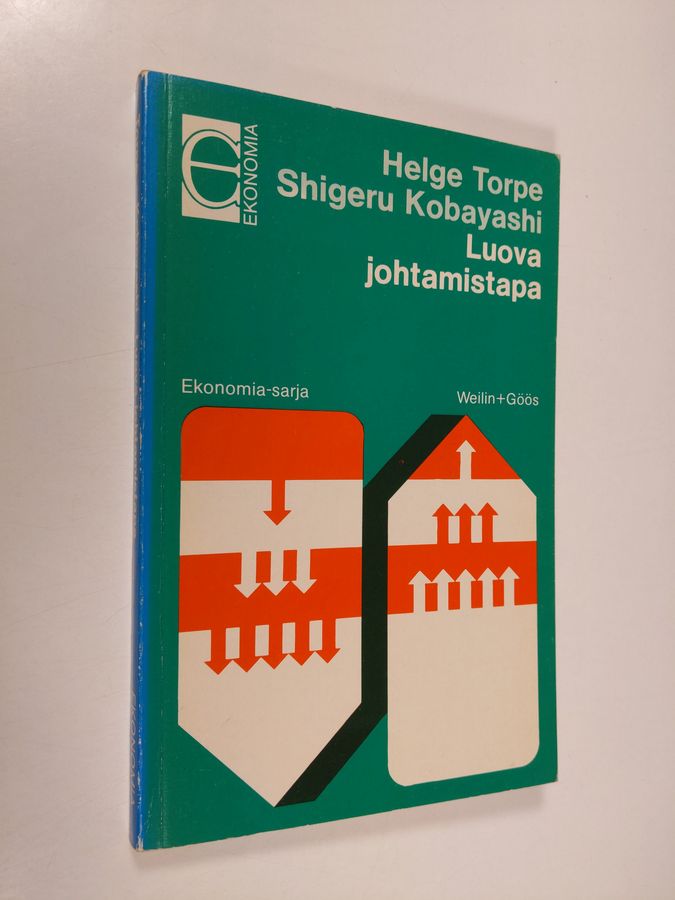 EKONOMIA
Helge Torpe
Shigeru Kobayashi
Luova
johtamistapa
Ekonomia-sarja
Weilin+Göös